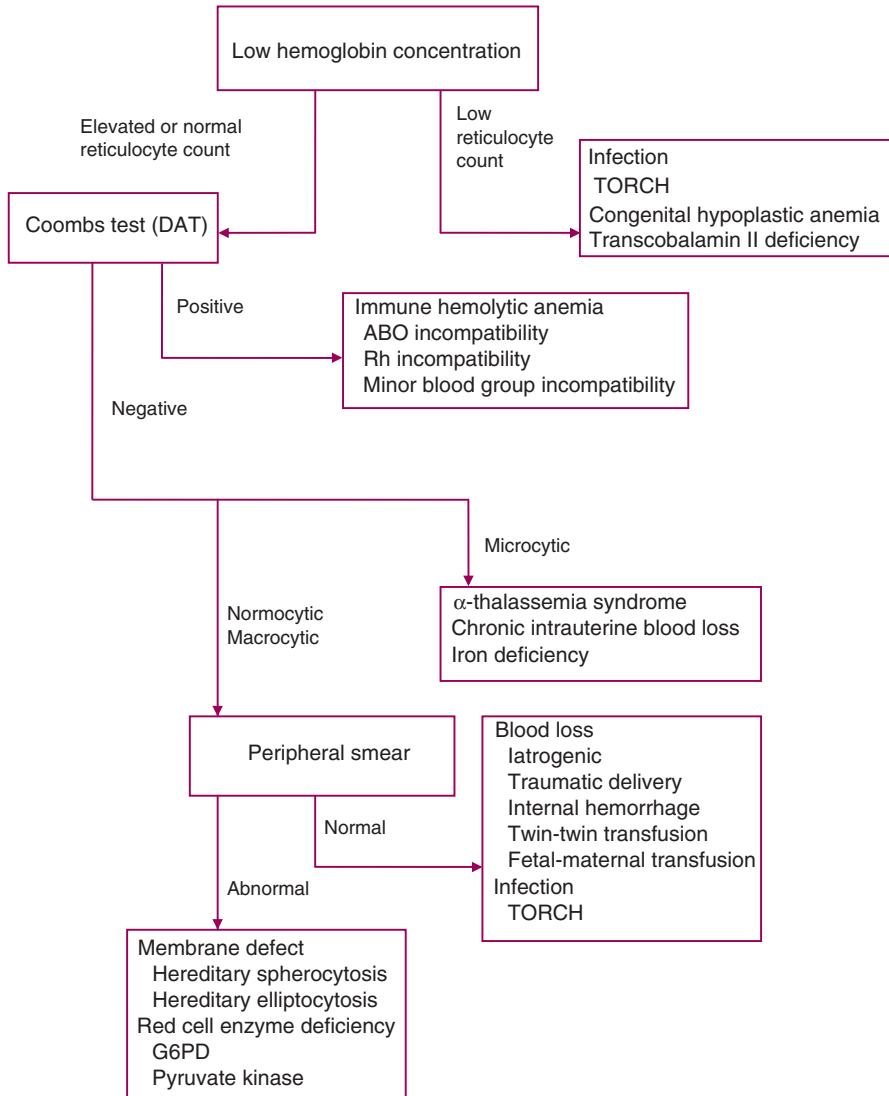 Low hemoglobin concentration
Elevated or normal
reticulocyte count
Low
reticulocyte
count
Infection
TORCH
Congenital hypoplastic anemia
Transcobalamin II deficiency
Coombs test (DAT)
Positive
Immune hemolytic anemia
ABO incompatibility
Rh incompatibility
Minor blood group incompatibility
Negative
Microcytic
α-thalassemia syndrome
Chronic intrauterine blood loss
Iron deficiency
Normocytic
Macrocytic
Peripheral smear
Normal
Blood loss
Iatrogenic
Traumatic delivery
Internal hemorrhage
Twin-twin transfusion
Fetal-maternal transfusion
Infection
TORCH
Abnormal
Membrane defect
Hereditary spherocytosis
Hereditary elliptocytosis
Red cell enzyme deficiency
G6PD
Pyruvate kinase